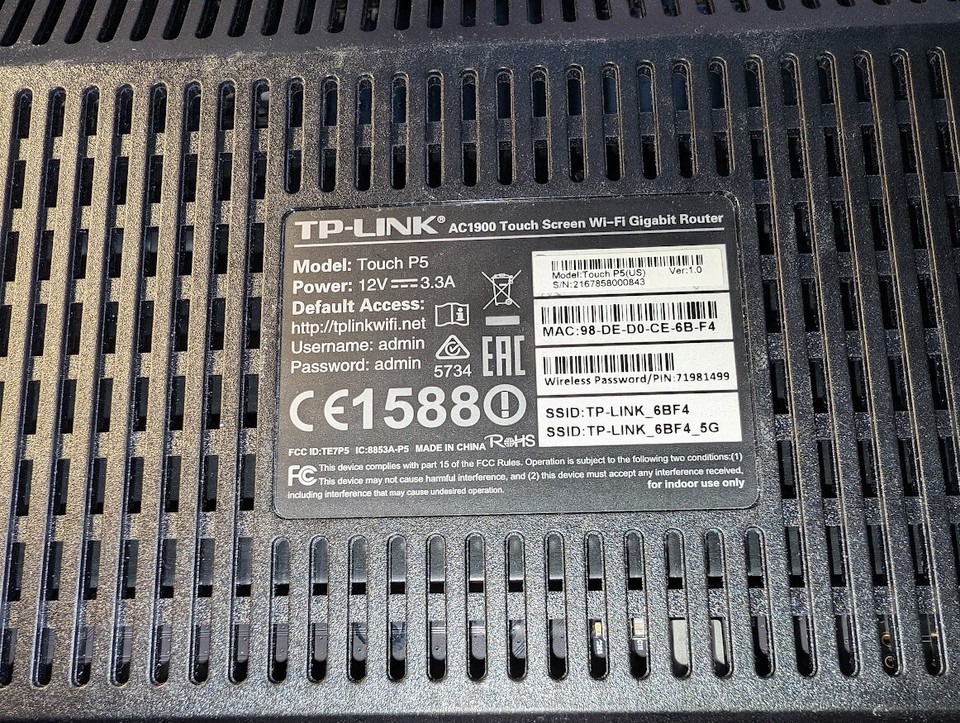 TP-LINK® AC1900 Touch Screen Wi-Fi Gigabit Router
Model: Touch P5
Power: 12V⎓3.3A
Default Access:
http://tplinkwifi.net
Username: admin
Password: admin
5734
EAC
CE1588
RoHS
Model:Touch P5(US) Ver:1.0
S/N:2167858000843
MAC:98-DE-D0-CE-6B-F4
Wireless Password/PIN:71981499
SSID:TP-LINK_6BF4
SSID:TP-LINK_6BF4_5G
FCC ID:TE7P5 IC:8853A-P5 MADE IN CHINA
FC This device complies with part 15 of the FCC Rules. Operation is subject to the following two conditions:(1)
This device may not cause harmful interference, and (2) this device must accept any interference received,
including interference that may cause undesired operation. for indoor use only